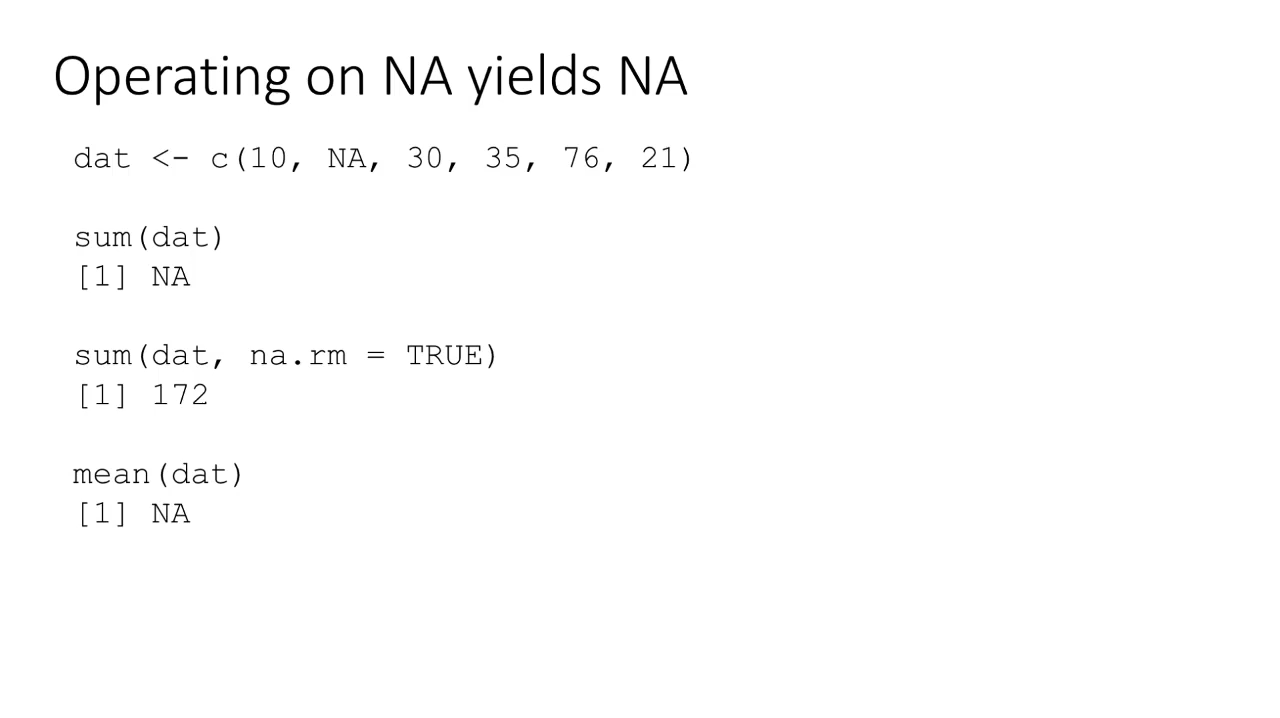 Operating on NA yields NA
dat <- c(10, NA, 30, 35, 76, 21)
sum(dat)
[1] NA
sum(dat, na.rm = TRUE)
[1] 172
mean(dat)
[1] NA